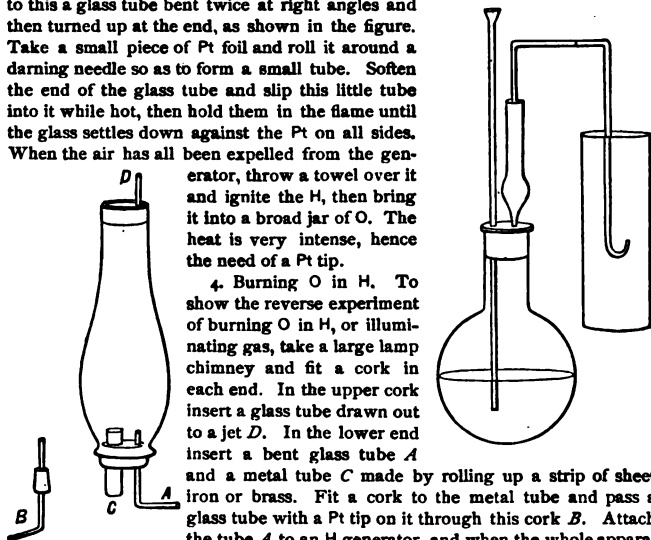 to this a glass tube bent twice at right angles and
then turned up at the end, as shown in the figure.
Take a small piece of Pt foil and roll it around a
darning needle so as to form a small tube. Soften
the end of the glass tube and slip this little tube
into it while hot, then hold them in the flame until
the glass settles down against the Pt on all sides.
When the air has all been expelled from the gen-
erator, throw a towel over it
and ignite the H, then bring
it into a broad jar of O. The
heat is very intense, hence
the need of a Pt tip.
4. Burning O in H. To
show the reverse experiment
of burning O in H, or illumi-
nating gas, take a large lamp
chimney and fit a cork in
each end. In the upper cork
insert a glass tube drawn out
to a jet D. In the lower end
insert a bent glass tube A
and a metal tube C made by rolling up a strip of shee
iron or brass. Fit a cork to the metal tube and pass a
glass tube with a Pt tip on it through this cork B. Attach
the tube A to an H generator, and when the whole appara
D
A
C
B